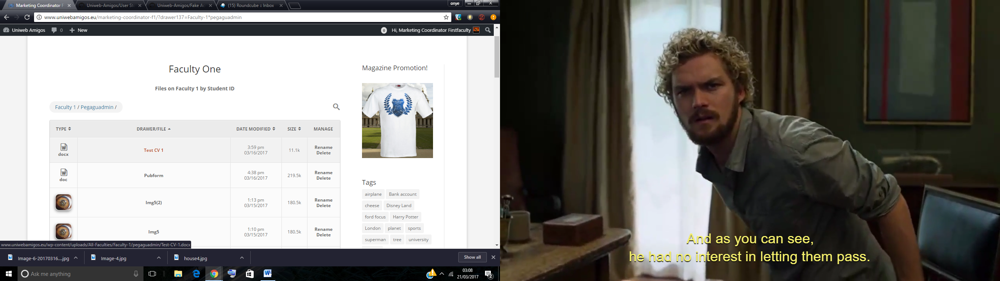 Marketing Coordinator F
Uniweb-Amigos/User St
Uniweb-Amigos/Fake Ac
(15) Roundcube :: Inbox
onye
www.uniwebamigos.eu/marketing-coordinator-f1/?drawer137=Faculty-1*pegaguadmin
Uniweb Amigos
0
New
0
Hi, Marketing Coordinator Firstfaculty
Faculty One
Files on Faculty 1 by Student ID
Faculty 1 / Pegaguadmin /
TYPE DRAWER/FILE DATE MODIFIED SIZE MANAGE
docx
Test CV 1
3:59 pm
03/16/2017
11.1k
Rename
Delete
doc
Pubform
4:38 pm
03/16/2017
219.5k
Rename
Delete
Img5(2)
1:13 pm
03/15/2017
180.5k
Rename
Delete
Img5
1:10 pm
03/15/2017
180.5k
Rename
Delete
Magazine Promotion!
UNIWEB
Tags
airplane Bank account
cheese Disney Land
ford focus Harry Potter
London planet sports
superman tree university
www.uniwebamigos.eu/wp-content/uploads/All-Faculties/Faculty-1/pegaguadmin/Test-CV-1.docx
Image-6-20170316....jpg
Image-4.jpg
house4.jpg
Show all
Ask me anything
03:08
21/03/2017
2
And as you can see,
he had no interest in letting them pass.